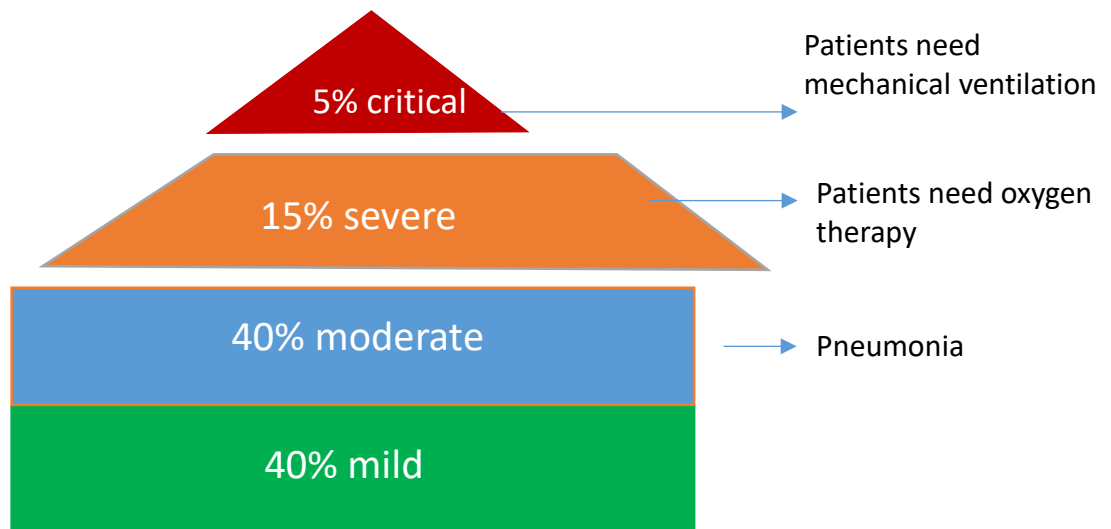 Patients need
mechanical ventilation
5% critical
Patients need oxygen
therapy
15% severe
40% moderate
Pneumonia
40% mild